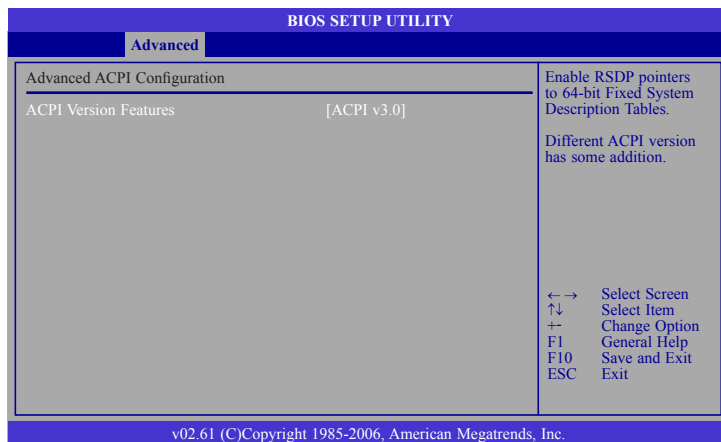 BIOS SETUP UTILITY
Advanced
Advanced ACPI Configuration
ACPI Version Features [ACPI v3.0]
Enable RSDP pointers
to 64-bit Fixed System
Description Tables.
Different ACPI version
has some addition.
←→ Select Screen
↑↓ Select Item
+- Change Option
F1 General Help
F10 Save and Exit
ESC Exit
v02.61 (C)Copyright 1985-2006, American Megatrends, Inc.